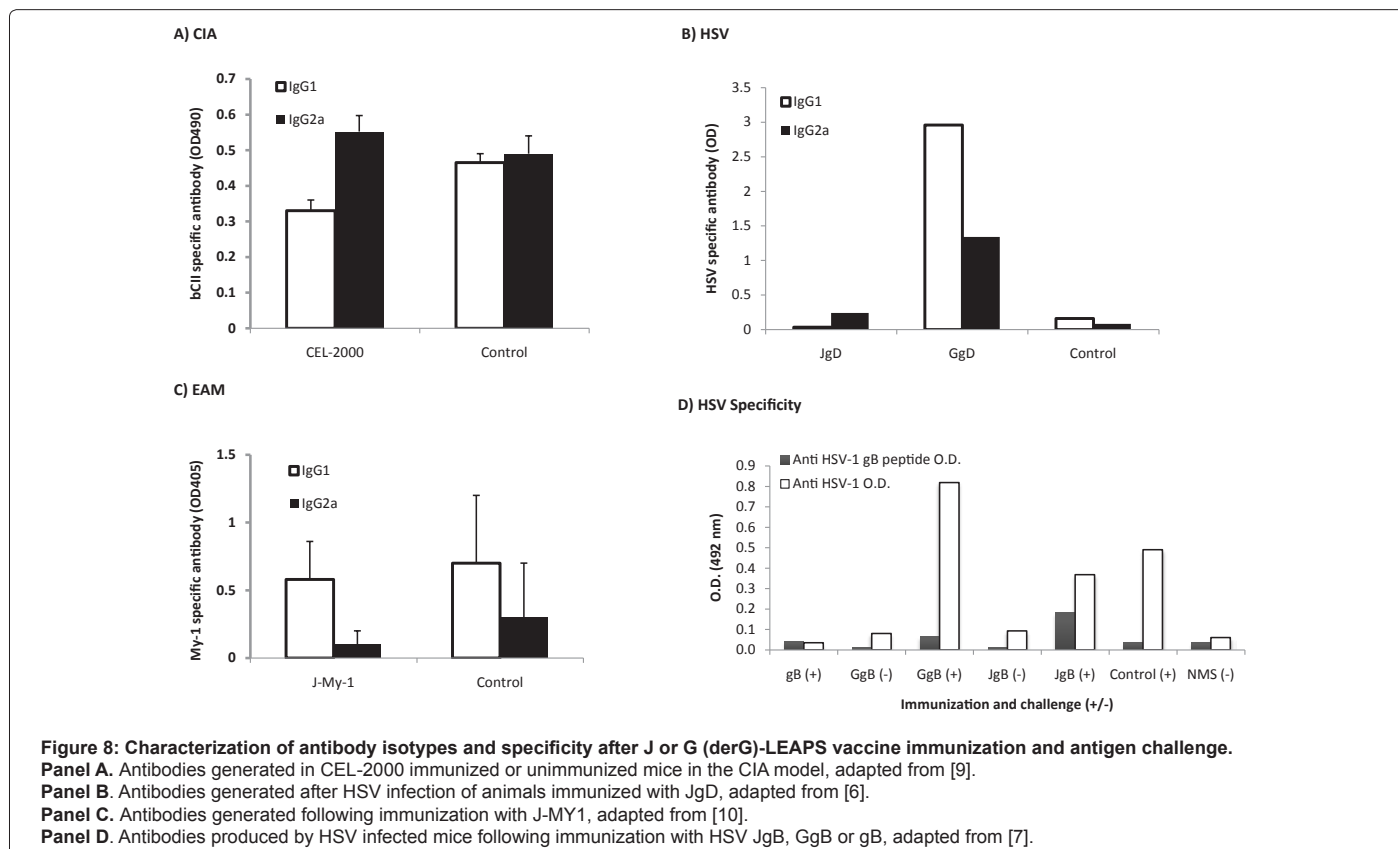 A) CIA
0.7
0.6
0.5
0.4
0.3
0.2
0.1
0
bCII specific antibody (OD490)
IgG1
IgG2a
CEL-2000
Control
B) HSV
3.5
3
2.5
2
1.5
1
0.5
0
HSV specific antibody (OD)
IgG1
IgG2a
JgD
GgD
Control
C) EAM
1.5
1
0.5
0
My-1 specific antibody (OD405)
IgG1
IgG2a
J-My-1
Control
D) HSV Specificity
0.9
0.8
0.7
0.6
0.5
0.4
0.3
0.2
0.1
0.0
O.D. (492 nm)
Anti HSV-1 gB peptide O.D.
Anti HSV-1 O.D.
gB (+)
GgB (-)
GgB (+)
JgB (-)
JgB (+)
Control (+)
NMS (-)
Immunization and challenge (+/-)
Figure 8: Characterization of antibody isotypes and specificity after J or G (derG)-LEAPS vaccine immunization and antigen challenge.
Panel A. Antibodies generated in CEL-2000 immunized or unimmunized mice in the CIA model, adapted from [9].
Panel B. Antibodies generated after HSV infection of animals immunized with JgD, adapted from [6].
Panel C. Antibodies generated following immunization with J-MY1, adapted from [10].
Panel D. Antibodies produced by HSV infected mice following immunization with HSV JgB, GgB or gB, adapted from [7].